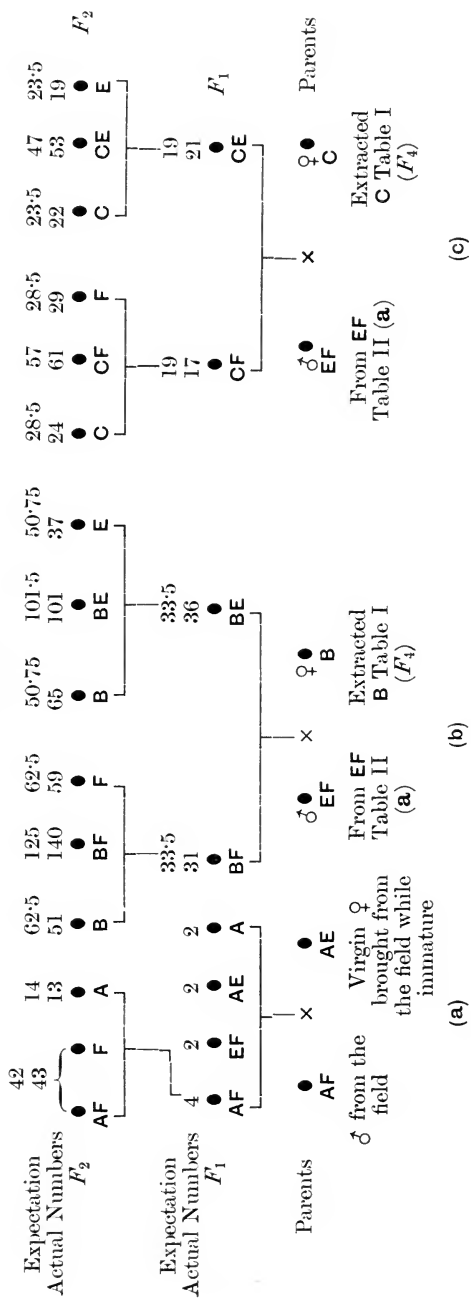 Expectation 42 14 62·5 125 62·5 50·75 101·5 50·75 28·5 57 28·5 23·5 47 23·5
Actual Numbers 43 13 51 140 59 65 101 37 24 61 29 22 53 19
F2 F2
AF F A B BF F B BE E C CF F C CE E
Expectation 33·5 33·5 19 19
Actual Numbers 4 2 2 2 31 36 17 21
F1 F1
AF EF AE A BF BE CF CE
Parents × ♂ × ♀ ♂ × ♀ Parents
AF AE EF B EF C
♂ from the field
Virgin ♀ brought from the field while immature
From EF Table II (a)
Extracted B Table I (F4)
From EF Table II (a)
Extracted C Table I (F4)
(a) (b) (c)